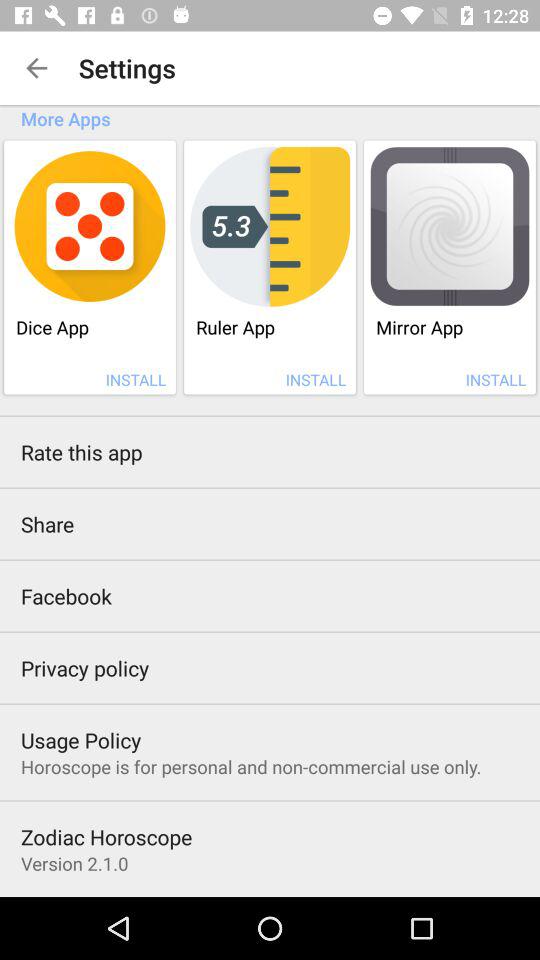 12:28
Settings
More Apps
5.3
Dice App
Ruler App
Mirror App
INSTALL
INSTALL
INSTALL
Rate this app
Share
Facebook
Privacy policy
Usage Policy
Horoscope is for personal and non-commercial use only.
Zodiac Horoscope
Version 2.1.0